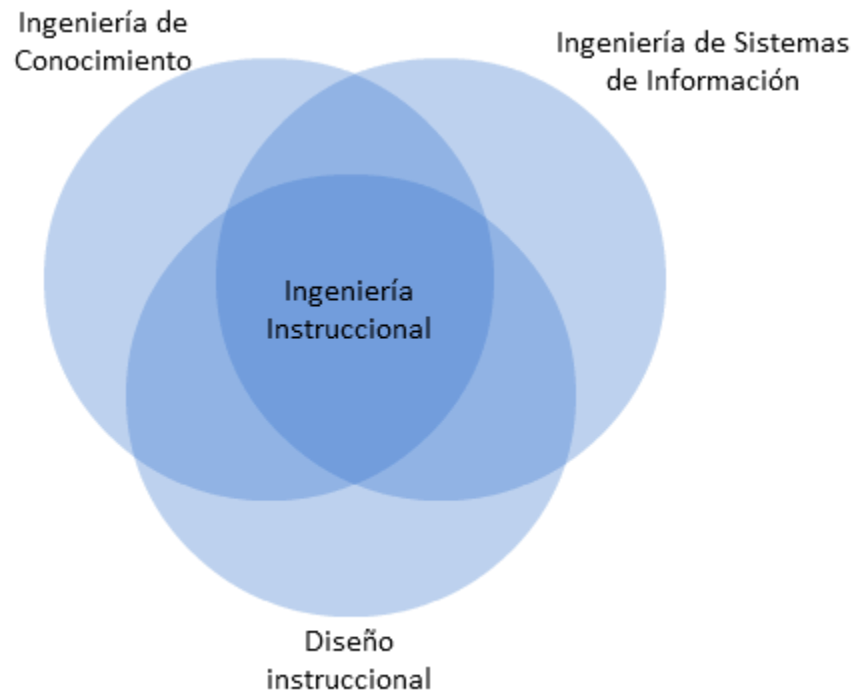 Ingeniería de
Conocimiento
Ingeniería de Sistemas
de Información
Ingeniería
Instruccional
Diseño
instruccional